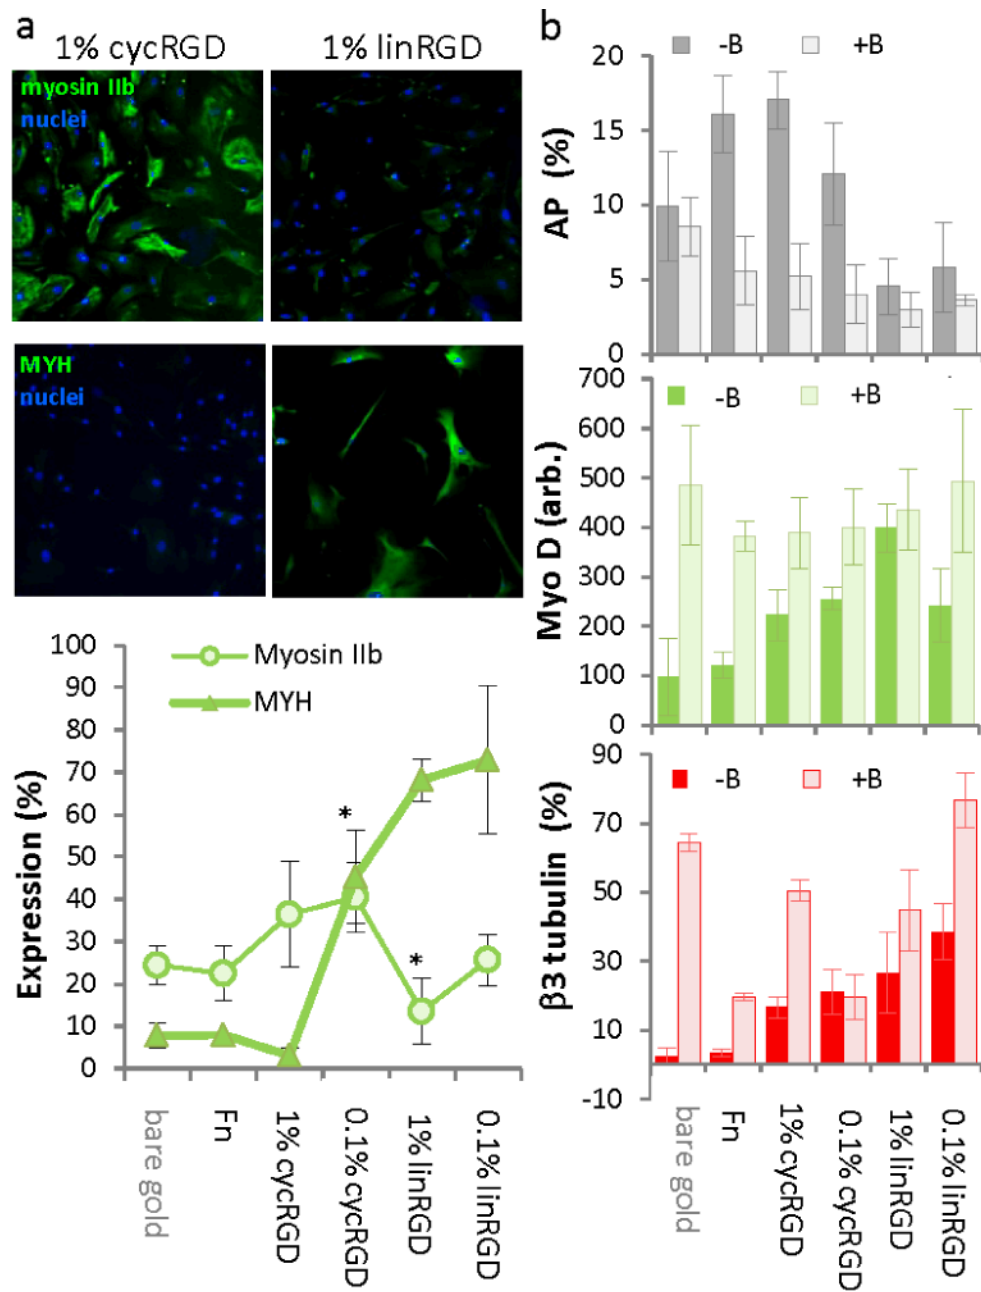 a
1% cycRGD
1% linRGD
myosin IIb
nuclei
MYH
nuclei
Myosin IIb
MYH
Expression (%)
100
90
80
70
60
50
40
30
20
10
0
*
*
bare gold
Fn
1% cycRGD
0.1% cycRGD
1% linRGD
0.1% linRGD
b
-B
+B
AP (%)
20
15
10
5
0
-B
+B
Myo D (arb.)
700
600
500
400
300
200
100
0
-B
+B
β3 tubulin (%)
90
70
50
30
10
-10
bare gold
Fn
1% cycRGD
0.1% cycRGD
1% linRGD
0.1% linRGD